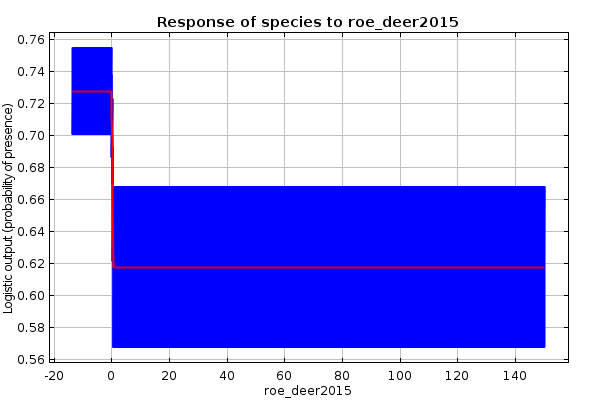 Response of species to roe_deer2015
Logistic output (probability of presence)
0.76
0.74
0.72
0.70
0.68
0.66
0.64
0.62
0.60
0.58
0.56
-20 0 20 40 60 80 100 120 140
roe_deer2015